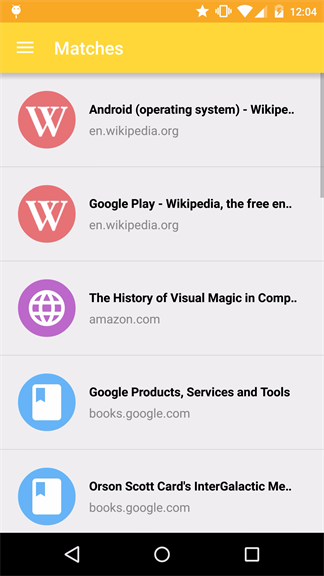 12:04
Matches
W
Android (operating system) - Wikipe..
en.wikipedia.org
W
Google Play - Wikipedia, the free en..
en.wikipedia.org
The History of Visual Magic in Comp..
amazon.com
Google Products, Services and Tools
books.google.com
Orson Scott Card's InterGalactic Me..
books.google.com